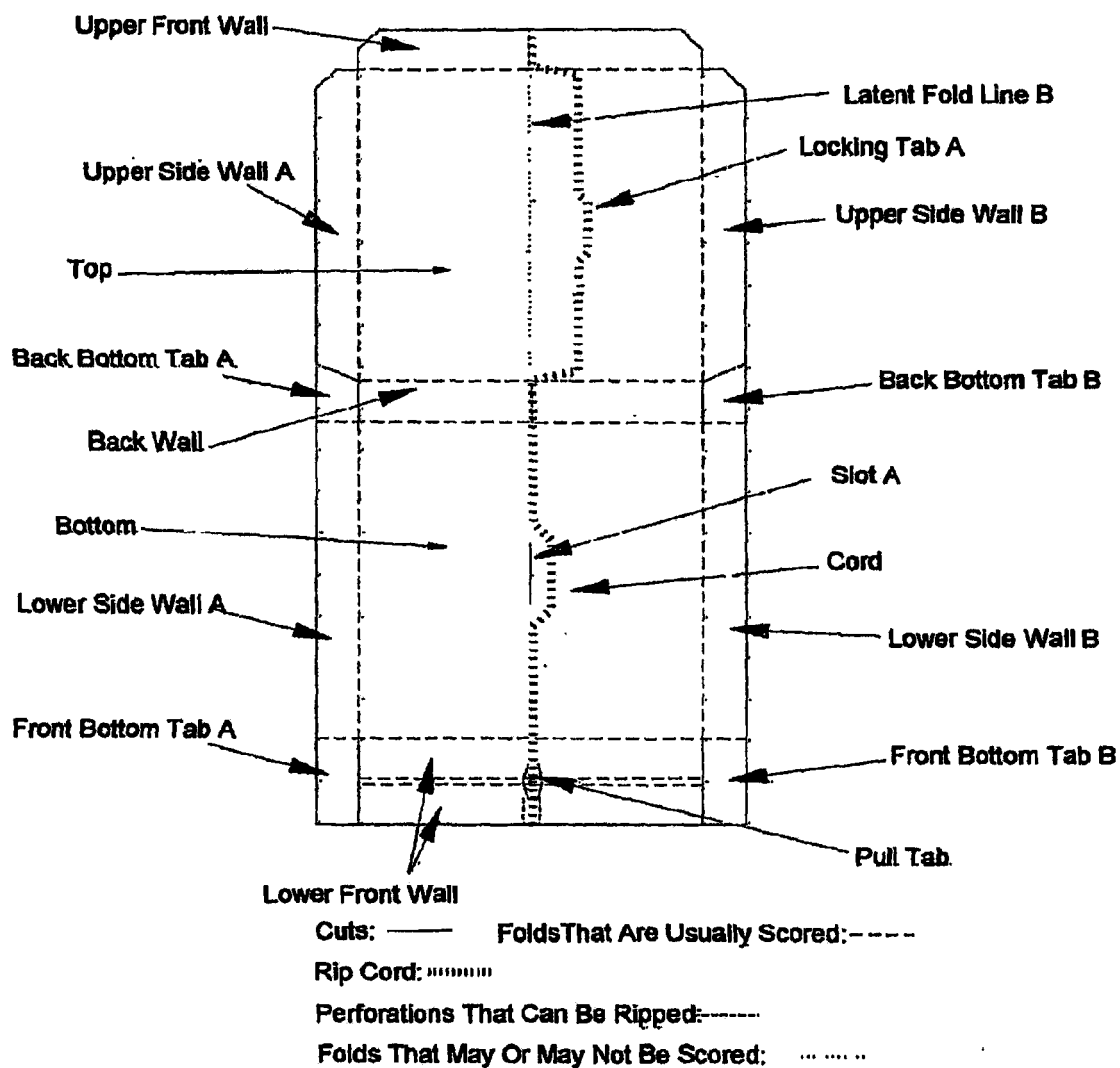 Upper Front Wall
Latent Fold Line B
Locking Tab A
Upper Side Wall A
Upper Side Wall B
Top
Back Bottom Tab A
Back Bottom Tab B
Back Wall
Slot A
Bottom
Cord
Lower Side Wall A
Lower Side Wall B
Front Bottom Tab A
Front Bottom Tab B
Pull Tab
Lower Front Wall
Cuts: FoldsThat Are Usually Scored:
Rip Cord:
Perforations That Can Be Ripped:
Folds That May Or May Not Be Scored: